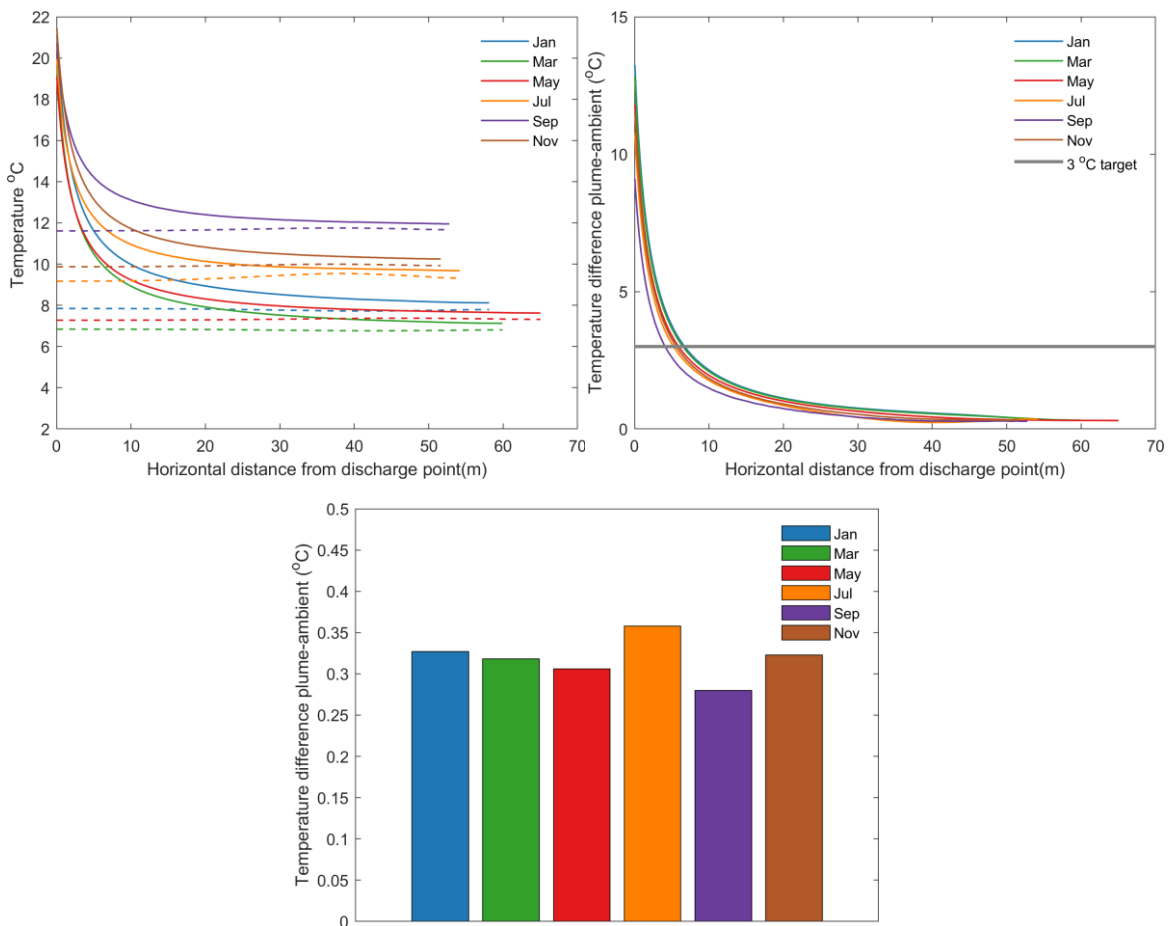 22
20
18
16
14
12
10
8
6
4
2
Temperature °C
Jan
Mar
May
Jul
Sep
Nov
0
10
20
30
40
50
60
70
Horizontal distance from discharge point(m)
15
10
5
0
Temperature difference plume-ambient (°C)
Jan
Mar
May
Jul
Sep
Nov
3 °C target
0
10
20
30
40
50
60
70
Horizontal distance from discharge point(m)
0.5
0.45
0.4
0.35
0.3
0.25
0.2
0.15
0.1
0.05
0
Temperature difference plume-ambient (°C)
Jan
Mar
May
Jul
Sep
Nov